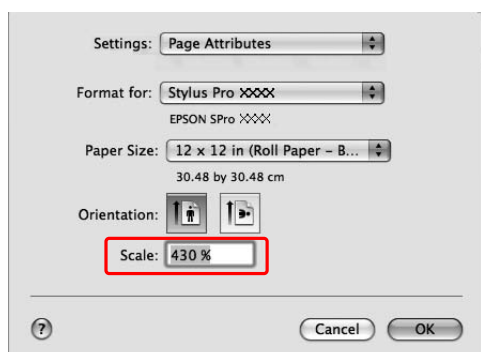 Settings: Page Attributes
Format for: Stylus Pro XXXX
EPSON SPro XXXX
Paper Size: 12 x 12 in (Roll Paper – B...
30.48 by 30.48 cm
Orientation:
Scale: 430 %
? Cancel OK